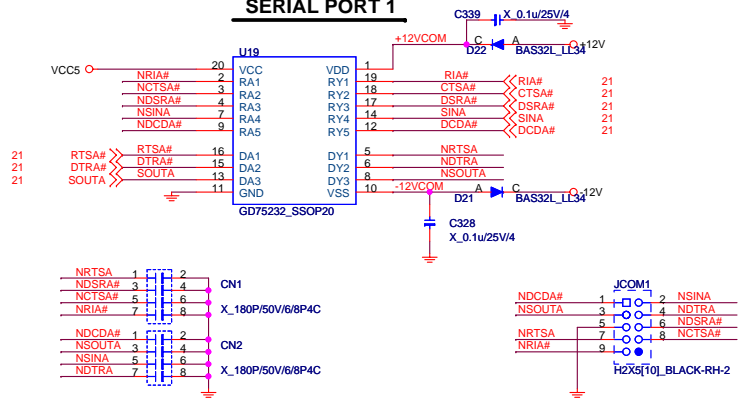 SERIAL PORT 1
C339
X_0.1u/25V/4
+12VCOM
D22
C
A
BAS32L_LL34
+12V
U19
VCC5
20 VCC VDD 1
NRIA# 2 RA1 RY1 19 RIA# RIA# 21
NCTSA# 3 RA2 RY2 18 CTSA# CTSA# 21
NDSRA# 4 RA3 RY3 17 DSRA# DSRA# 21
NSINA 7 RA4 RY4 14 SINA SINA 21
NDCDA# 9 RA5 RY5 12 DCDA# DCDA# 21
21 RTSA# RTSA# 16 DA1 DY1 5 NRTSA
21 DTRA# DTRA# 15 DA2 DY2 6 NDTRA
21 SOUTA SOUTA 13 DA3 DY3 8 NSOUTA
11 GND VSS 10 -12VCOM
D21
A
C
BAS32L_LL34
-12V
GD75232_SSOP20
C328
X_0.1u/25V/4
NRTSA 1 2
NDSRA# 3 4
NCTSA# 5 6
NRIA# 7 8
CN1
X_180P/50V/6/8P4C
NDCDA# 1 2
NSOUTA 3 4
NSINA 5 6
NDTRA 7 8
CN2
X_180P/50V/6/8P4C
JCOM1
NDCDA# 1 2 NSINA
NSOUTA 3 4 NDTRA
5 6 NDSRA#
NRTSA 7 8 NCTSA#
NRIA# 9
H2X5[10]_BLACK-RH-2